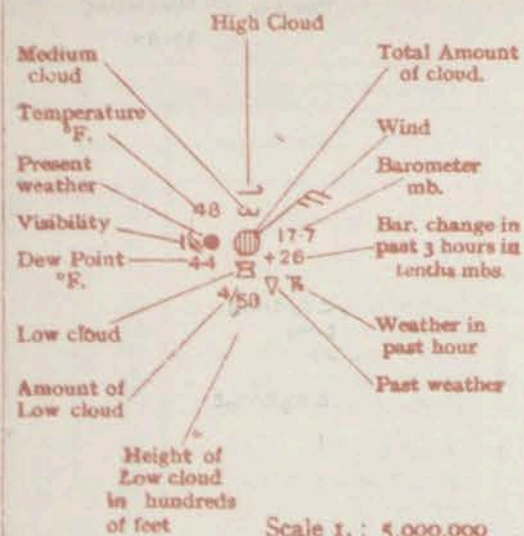 High Cloud
Medium
cloud
Total Amount
of cloud.
Temperature
°F.
Wind
Present
weather
Barometer
mb.
48
Visibility
17.7
Bar. change in
past 3 hours in
tenths mbs.
Dew Point
°F.
44
+26
4/50
Low cloud
Weather in
past hour
Amount of
Low cloud
Past weather
Height of
Low cloud
in hundreds
of feet
Scale 1. : 5,000,000